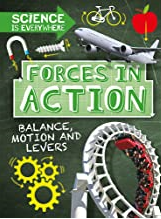 SCIENCE
IS EVERYWHERE
FORCES IN
ACTION
BALANCE,
MOTION AND
LEVERS